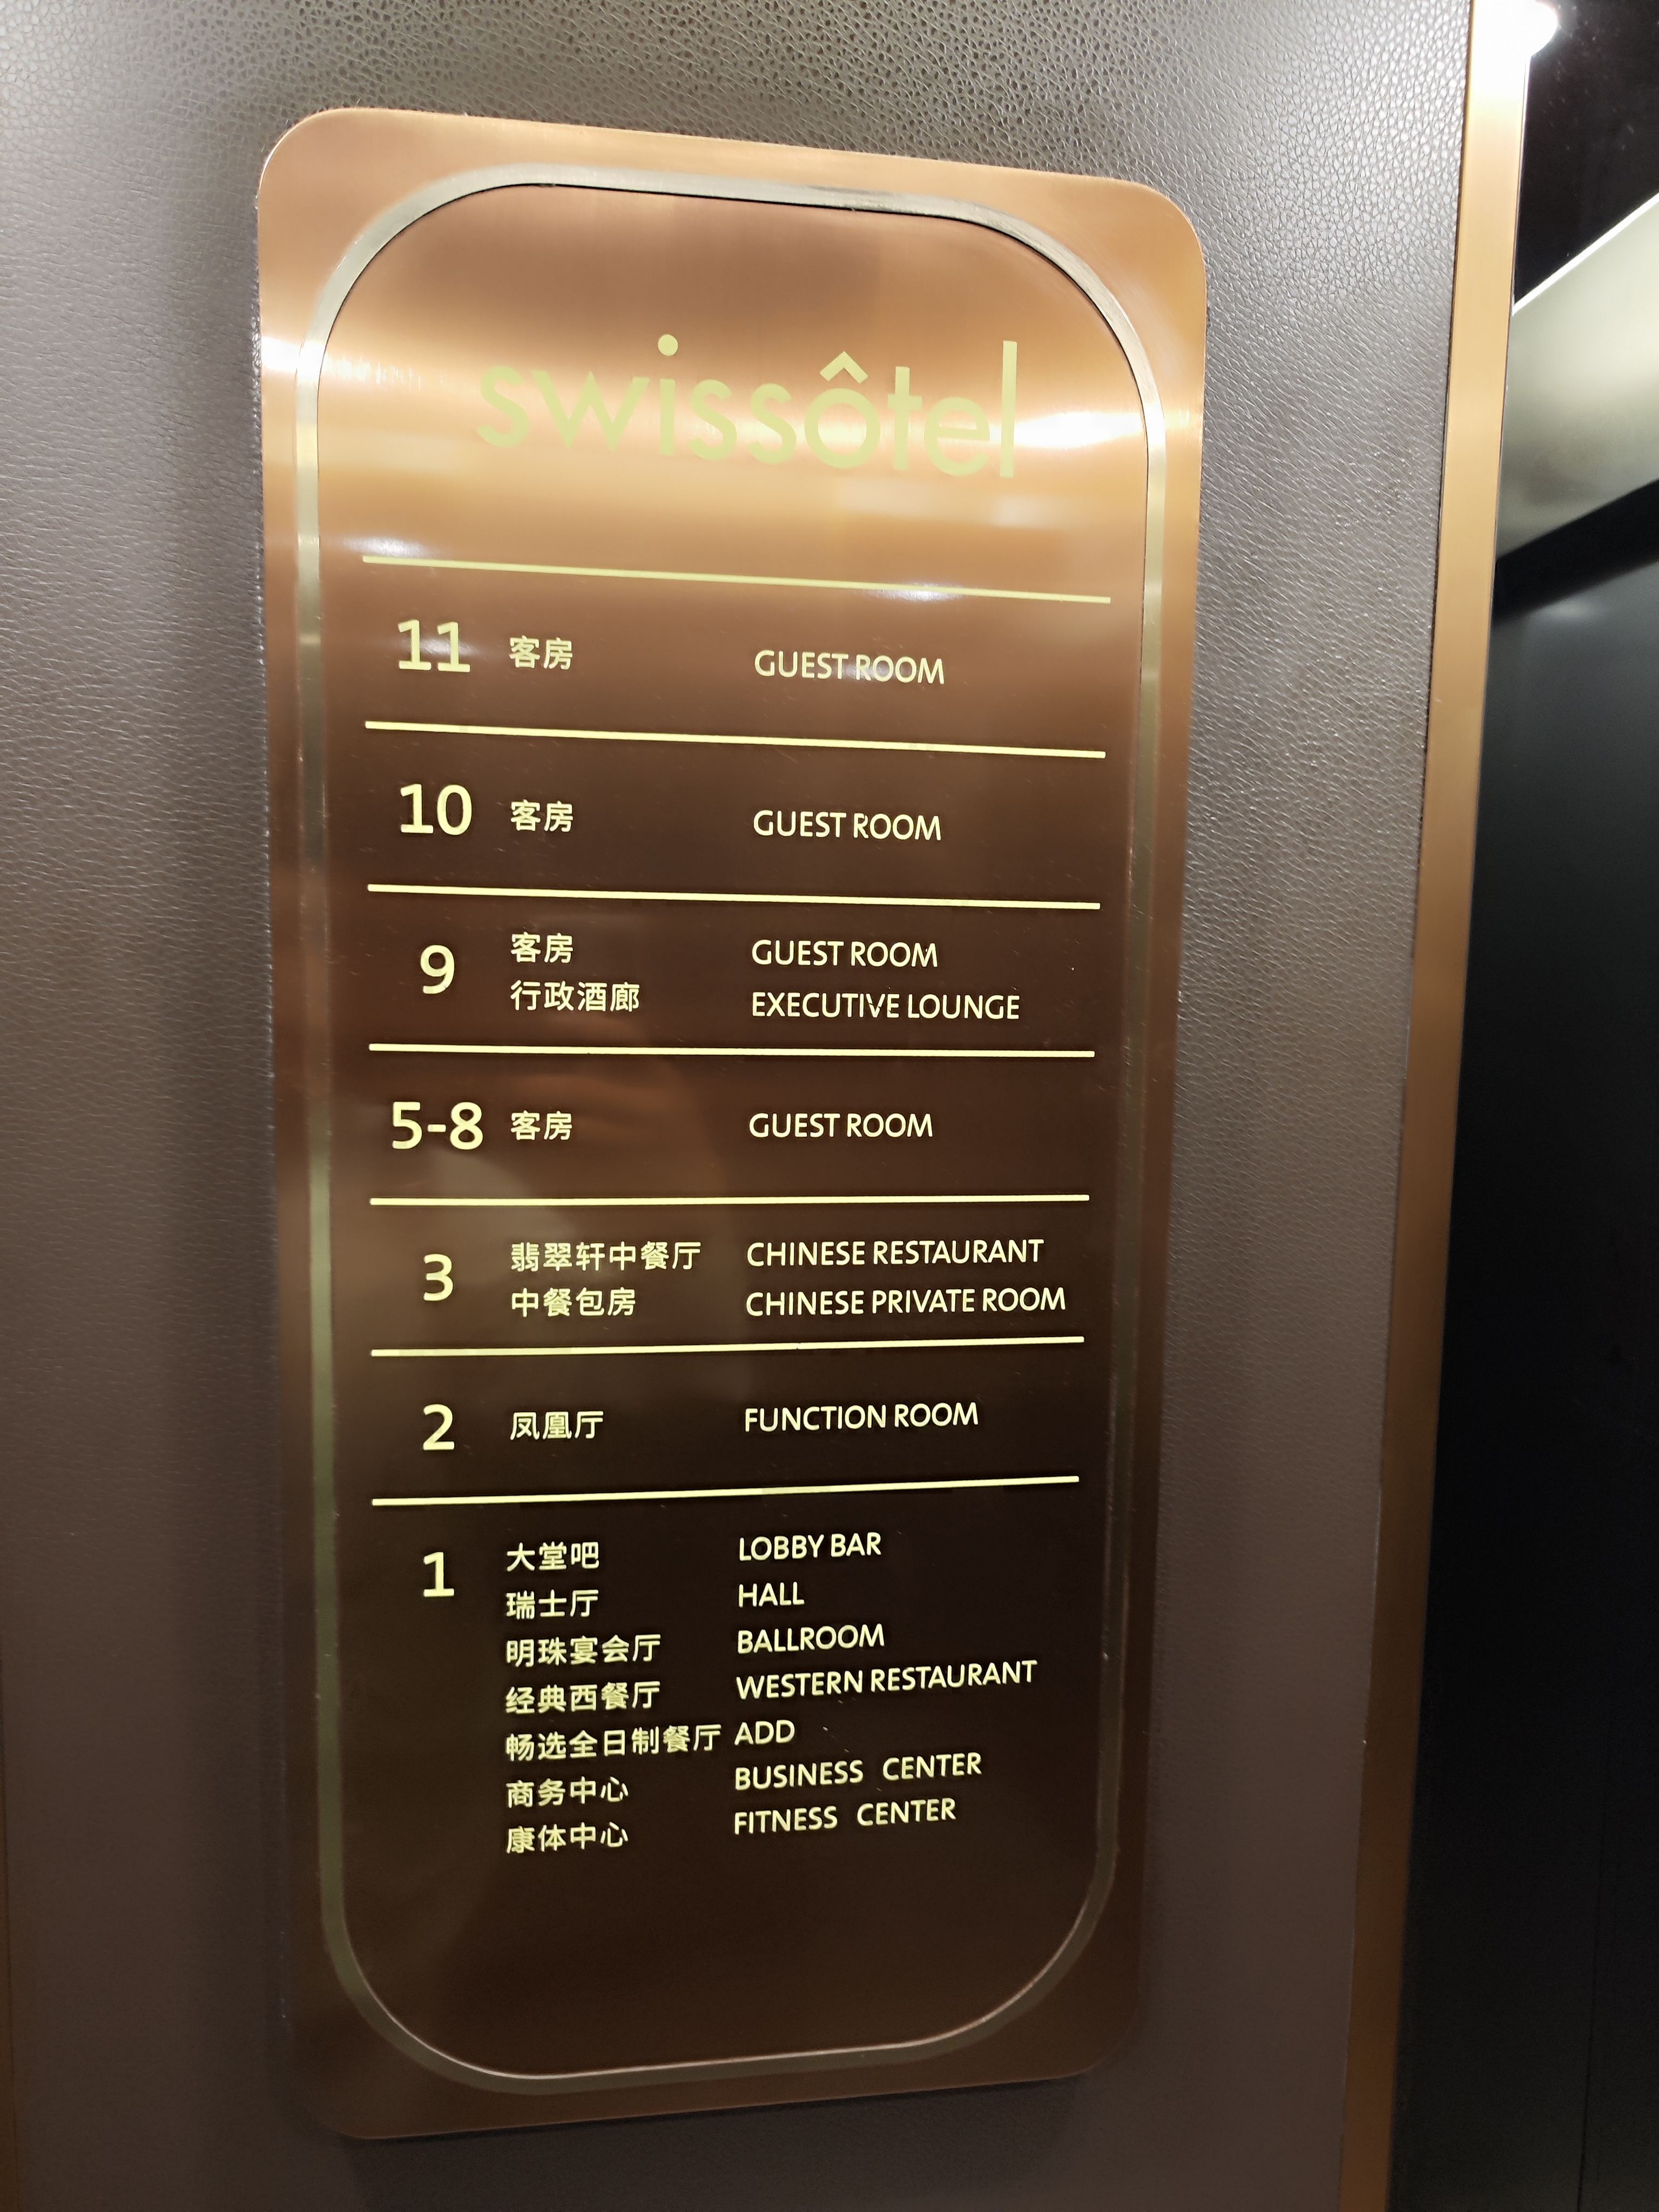 swissôtel
11 客房 GUEST ROOM
10 客房 GUEST ROOM
9 客房 GUEST ROOM
行政酒廊 EXECUTIVE LOUNGE
5-8 客房 GUEST ROOM
3 翡翠轩中餐厅 CHINESE RESTAURANT
中餐包房 CHINESE PRIVATE ROOM
2 凤凰厅 FUNCTION ROOM
1 大堂吧 LOBBY BAR
瑞士厅 HALL
明珠宴会厅 BALLROOM
经典西餐厅 WESTERN RESTAURANT
畅选全日制餐厅 ADD
商务中心 BUSINESS CENTER
康体中心 FITNESS CENTER